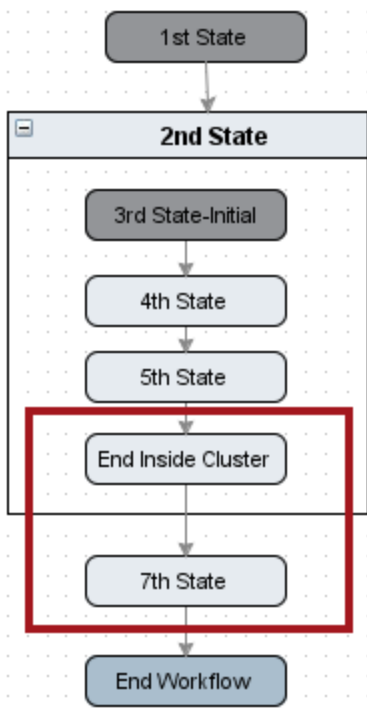 1st State
2nd State
3rd State-Initial
4th State
5th State
End Inside Cluster
7th State
End Workflow